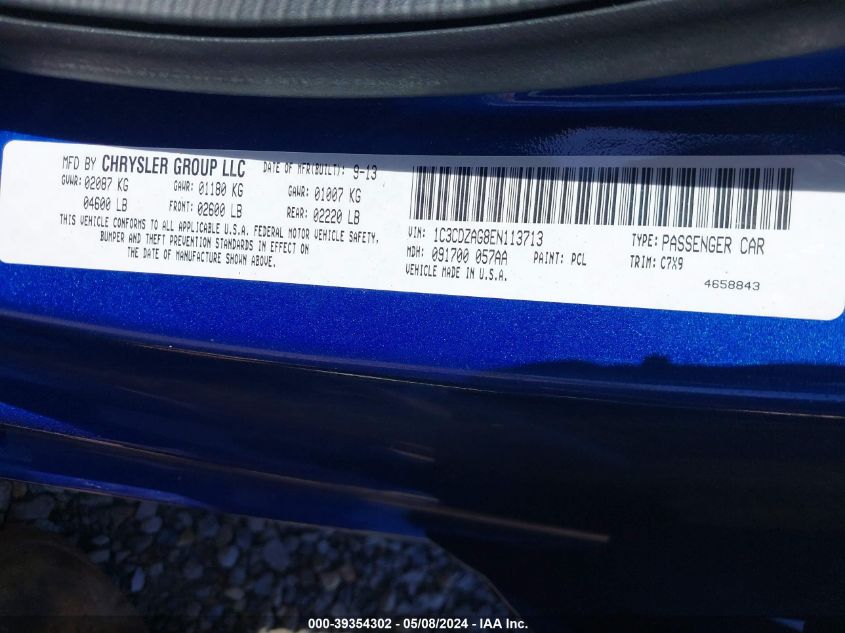 MFD BY CHRYSLER GROUP LLC DATE OF MFR(BUILT): 9-13
GVWR: 02087 KG GAWR: 01180 KG GAWR: 01007 KG
04600 LB FRONT: 02600 LB REAR: 02220 LB
THIS VEHICLE CONFORMS TO ALL APPLICABLE U.S.A. FEDERAL MOTOR VEHICLE SAFETY,
BUMPER AND THEFT PREVENTION STANDARDS IN EFFECT ON
THE DATE OF MANUFACTURE SHOWN ABOVE.
VIN: 1C3CDZAG8EN113713 TYPE: PASSENGER CAR
MDH: 091700 057AA PAINT: PCL TRIM: C7X9
VEHICLE MADE IN U.S.A.
4658843
000-39354302 - 05/08/2024 - IAA Inc.